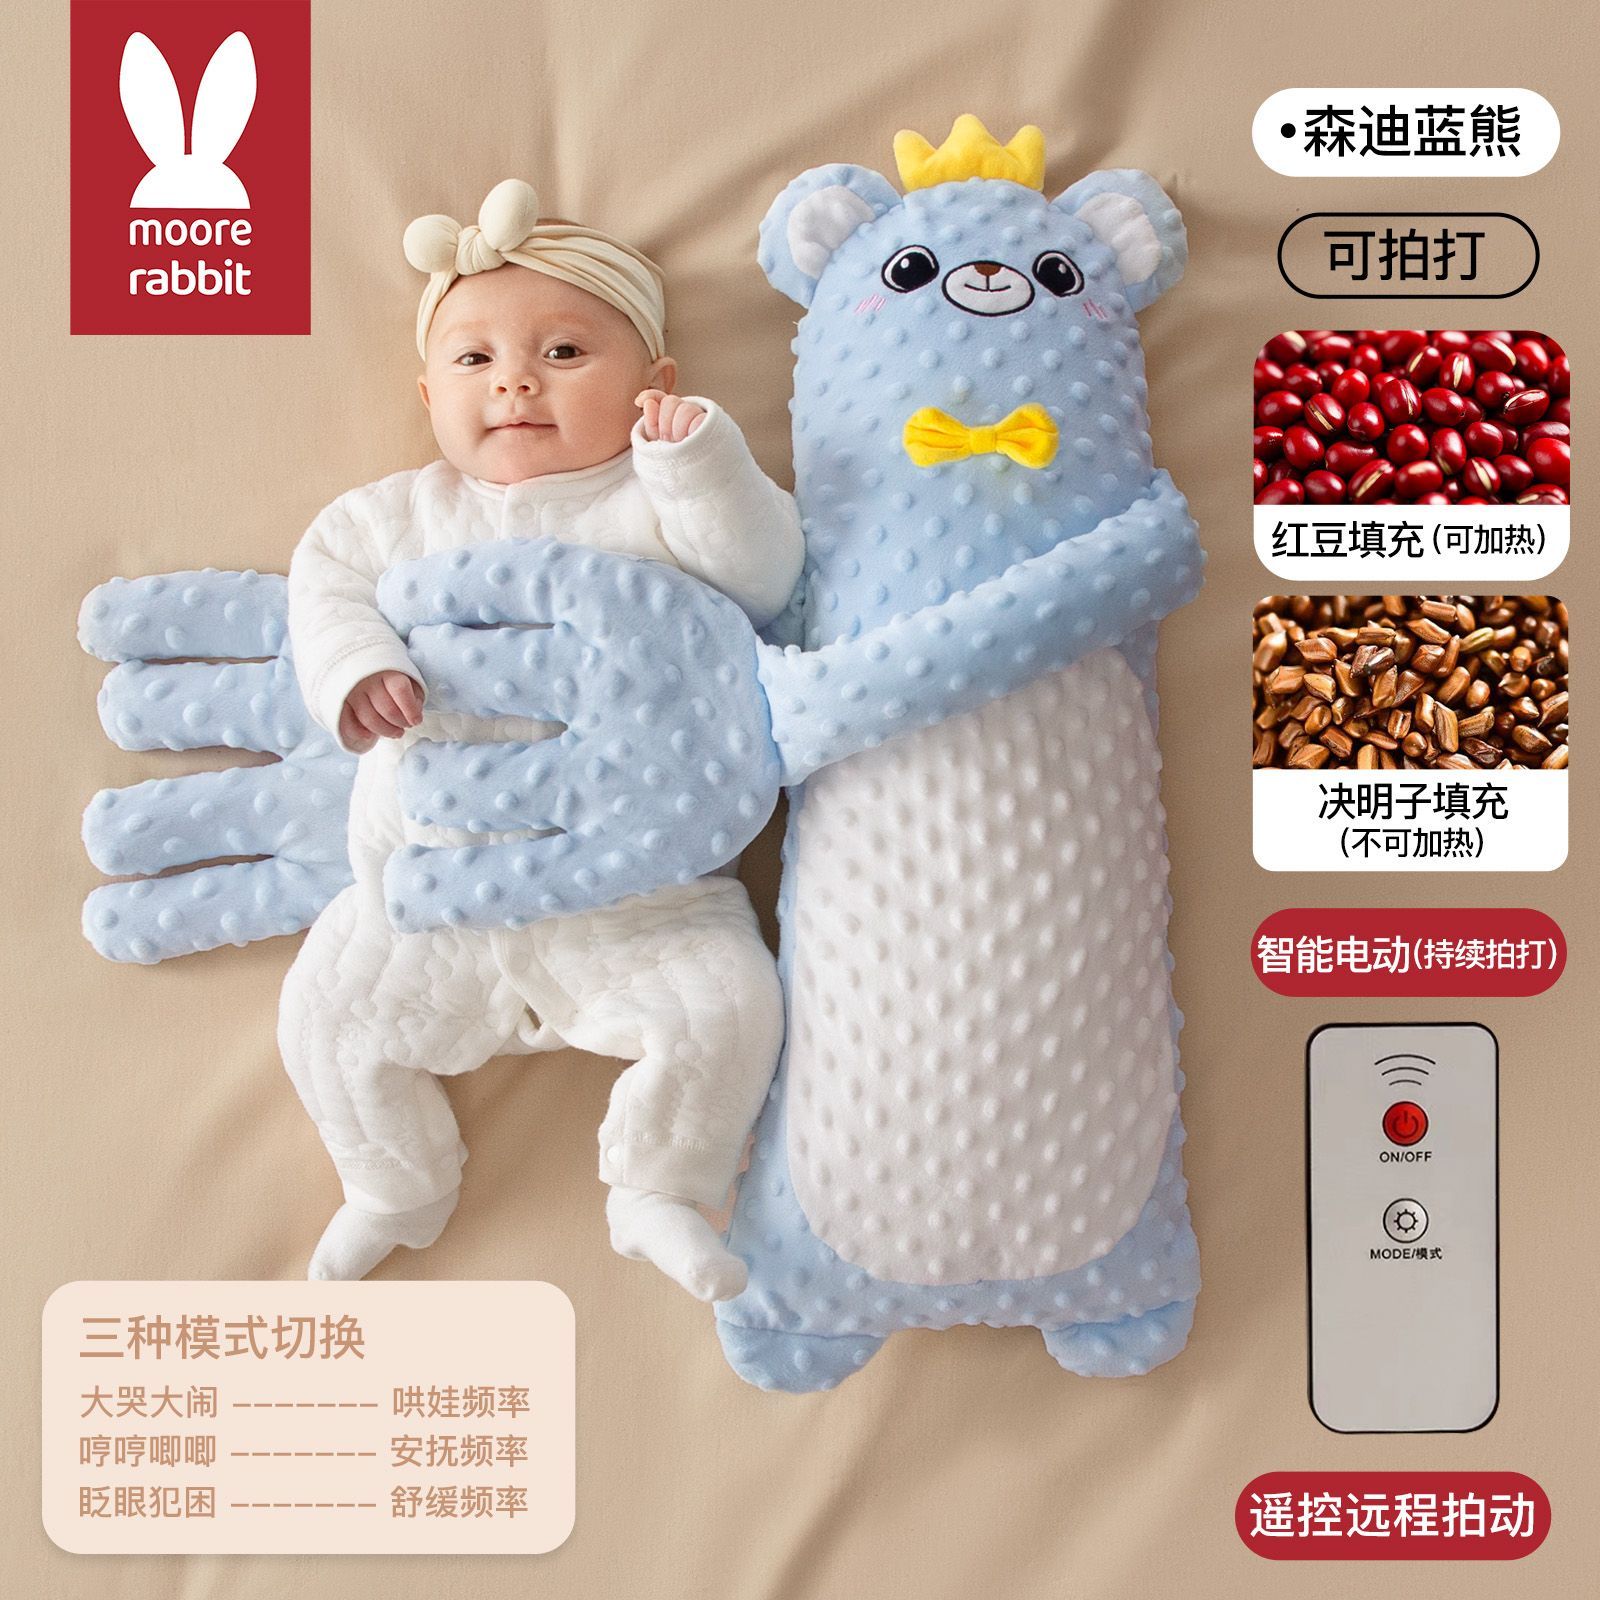 moore
rabbit
•森迪蓝熊
可拍打
红豆填充(可加热)
决明子填充
(不可加热)
智能电动(持续拍打)
ON/OFF
MODE/模式
遥控远程拍动
三种模式切换
大哭大闹 ------- 哄娃频率
哼哼唧唧 ------- 安抚频率
眨眼犯困 ------- 舒缓频率